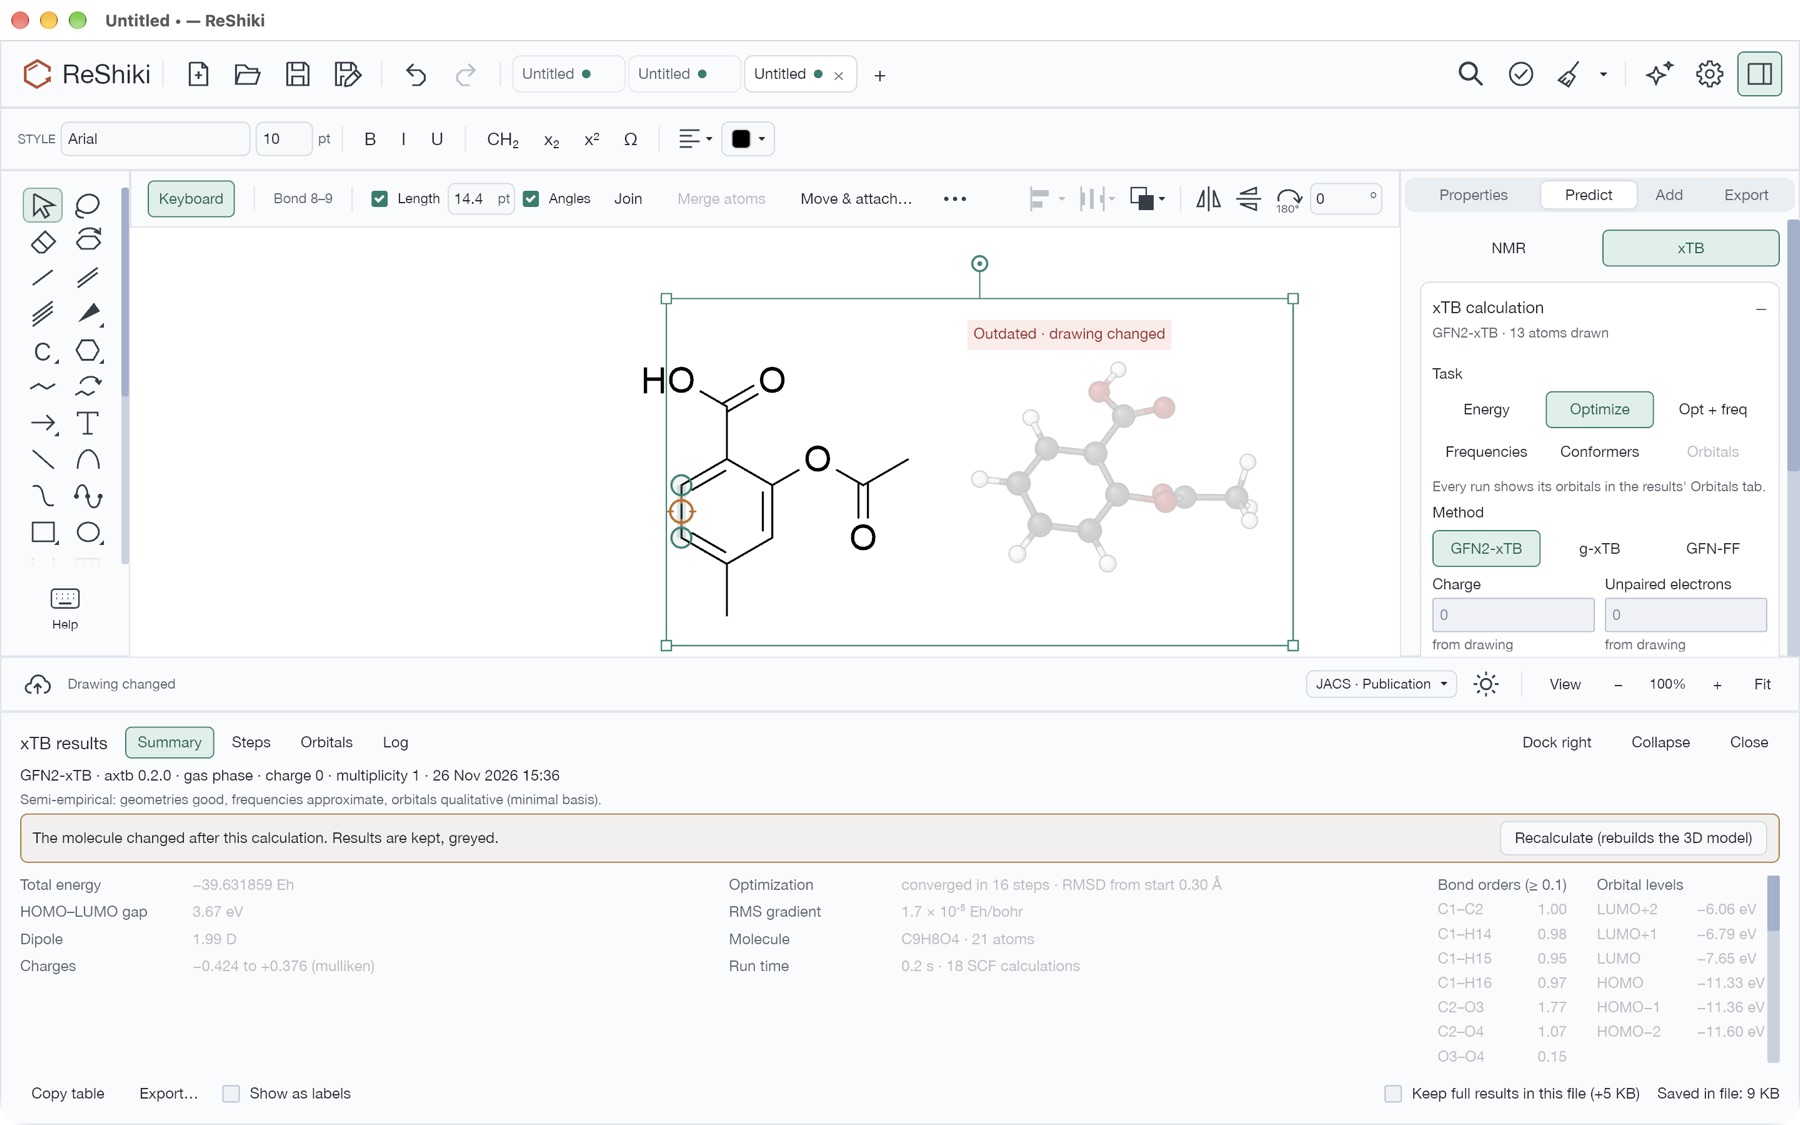 Untitled • — ReShiki
ReShiki
Untitled
Untitled
Untitled
STYLE Arial 10 pt B I U CH₂ x₂ x² Ω
Keyboard Bond 8–9 Length 14.4 pt Angles Join Merge atoms Move & attach… 180° 0 °
Properties Predict Add Export
NMR xTB
xTB calculation –
GFN2-xTB · 13 atoms drawn
Task
Energy Optimize Opt + freq
Frequencies Conformers Orbitals
Every run shows its orbitals in the results' Orbitals tab.
Method
GFN2-xTB g-xTB GFN-FF
Charge Unpaired electrons
0 0
from drawing from drawing
C
T
Help
Outdated · drawing changed
HO O
O
O
Drawing changed
JACS · Publication View – 100% + Fit
xTB results Summary Steps Orbitals Log Dock right Collapse Close
GFN2-xTB · axtb 0.2.0 · gas phase · charge 0 · multiplicity 1 · 26 Nov 2026 15:36
Semi-empirical: geometries good, frequencies approximate, orbitals qualitative (minimal basis).
The molecule changed after this calculation. Results are kept, greyed. Recalculate (rebuilds the 3D model)
Total energy −39.631859 Eh
HOMO–LUMO gap 3.67 eV
Dipole 1.99 D
Charges −0.424 to +0.376 (mulliken)
Optimization converged in 16 steps · RMSD from start 0.30 Å
RMS gradient 1.7 × 10⁻⁵ Eh/bohr
Molecule C9H8O4 · 21 atoms
Run time 0.2 s · 18 SCF calculations
Bond orders (≥ 0.1)
C1–C2 1.00
C1–H14 0.98
C1–H15 0.95
C1–H16 0.97
C2–O3 1.77
C2–O4 1.07
O3–O4 0.15
Orbital levels
LUMO+2 −6.06 eV
LUMO+1 −6.79 eV
LUMO −7.65 eV
HOMO −11.33 eV
HOMO−1 −11.36 eV
HOMO−2 −11.60 eV
Copy table Export… Show as labels Keep full results in this file (+5 KB) Saved in file: 9 KB